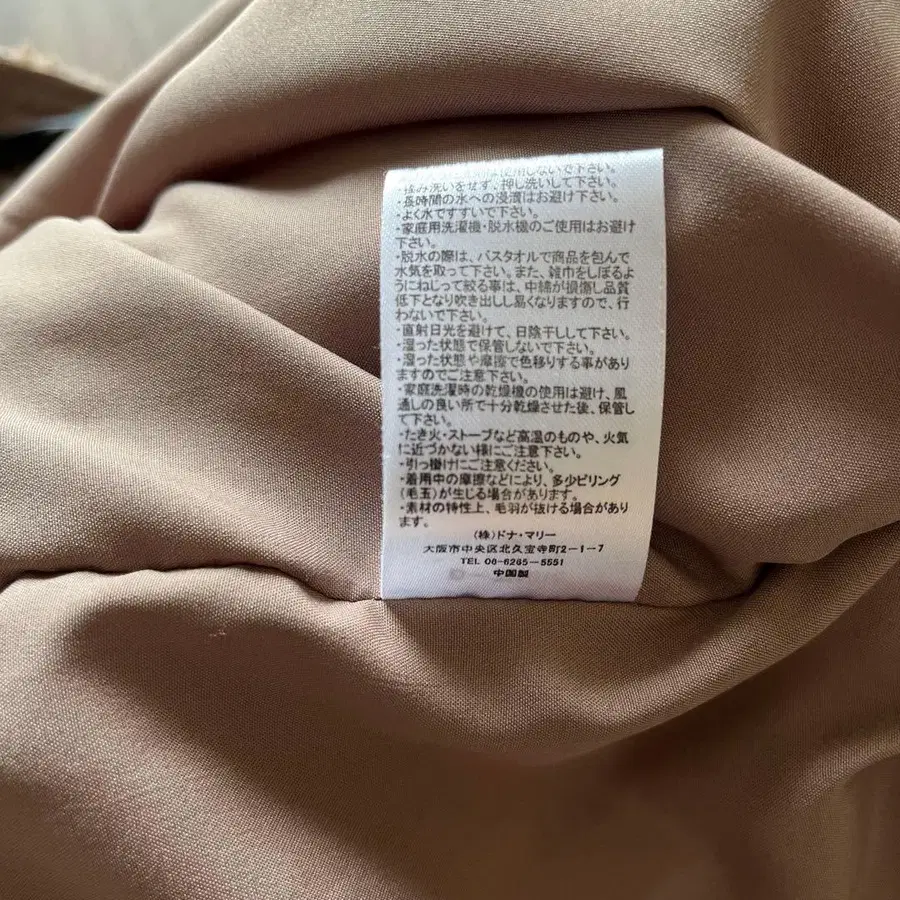 使用しないで下さい。
・揉み洗いをせず、押し洗いして下さい。
・長時間の水への浸漬はお避け下さい。
・よく水ですすいで下さい。
・家庭用洗濯機・脱水機のご使用はお避け
下さい。
・脱水の際は、バスタオルで商品を包んで
水気を取って下さい。また、雑巾をしぼるよ
うにねじって絞る事は、中綿が損傷し品質
低下となり吹き出しし易くなりますので、行
わないで下さい。
・直射日光を避けて、日陰干しして下さい。
・湿った状態で保管しないで下さい。
・湿った状態や摩擦で色移りする事があり
ますのでご注意下さい。
・家庭洗濯時の乾燥機の使用は避け、風
通しの良い所で十分乾燥させた後、保管し
て下さい。
・たき火・ストーブなど高温のものや、火気
に近づかない様にご注意下さい。
・引っ掛けにご注意ください。
・着用中の摩擦などにより、多少ピリング
(毛玉)が生じる場合があります。
・素材の特性上、毛羽が抜ける場合があり
ます。
(株)ドナ・マリー
大阪市中央区北久宝寺町2-1-7
TEL 06-6265-5551
中国製